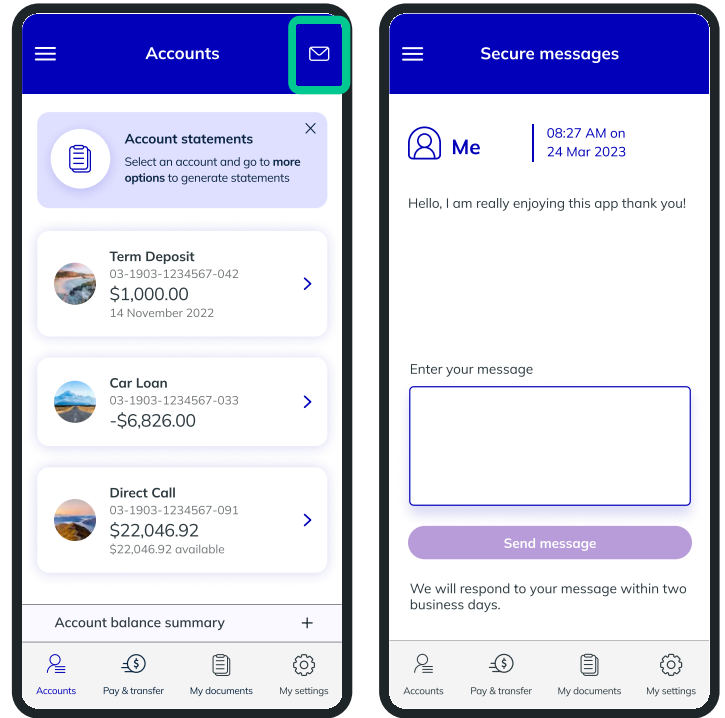 Accounts
Account statements
Select an account and go to more
options to generate statements
Term Deposit
03-1903-1234567-042
$1,000.00
14 November 2022
Car Loan
03-1903-1234567-033
-$6,826.00
Direct Call
03-1903-1234567-091
$22,046.92
$22,046.92 available
Account balance summary
Accounts
Pay & transfer
My documents
My settings
Secure messages
Me
08:27 AM on
24 Mar 2023
Hello, I am really enjoying this app thank you!
Enter your message
Send message
We will respond to your message within two
business days.
Accounts
Pay & transfer
My documents
My settings